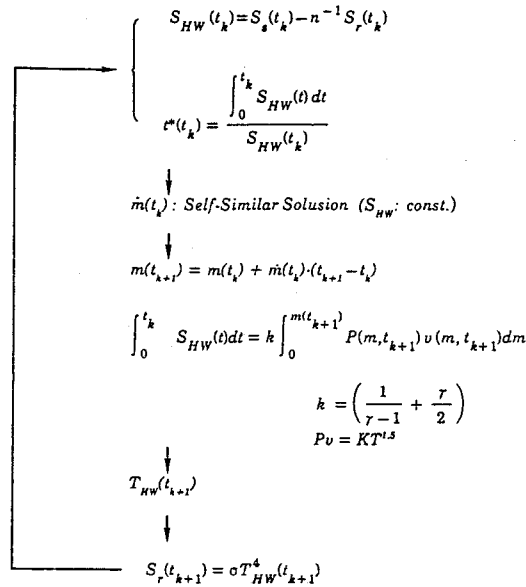 S_HW(t_k) = S_s(t_k) − n^{-1} S_r(t_k)
t*(t_k) = ∫_0^{t_k} S_HW(t) dt / S_HW(t_k)
ṁ(t_k) : Self-Similar Solusion (S_HW : const.)
m(t_{k+1}) = m(t_k) + ṁ(t_k)·(t_{k+1} − t_k)
∫_0^{t_k} S_HW(t)dt = k ∫_0^{m(t_{k+1})} P(m, t_{k+1}) υ(m, t_{k+1})dm
k = (1/(γ−1) + γ/2)
Pυ = KT^{1.5}
T_HW(t_{k+1})
S_r(t_{k+1}) = σT^4_HW(t_{k+1})